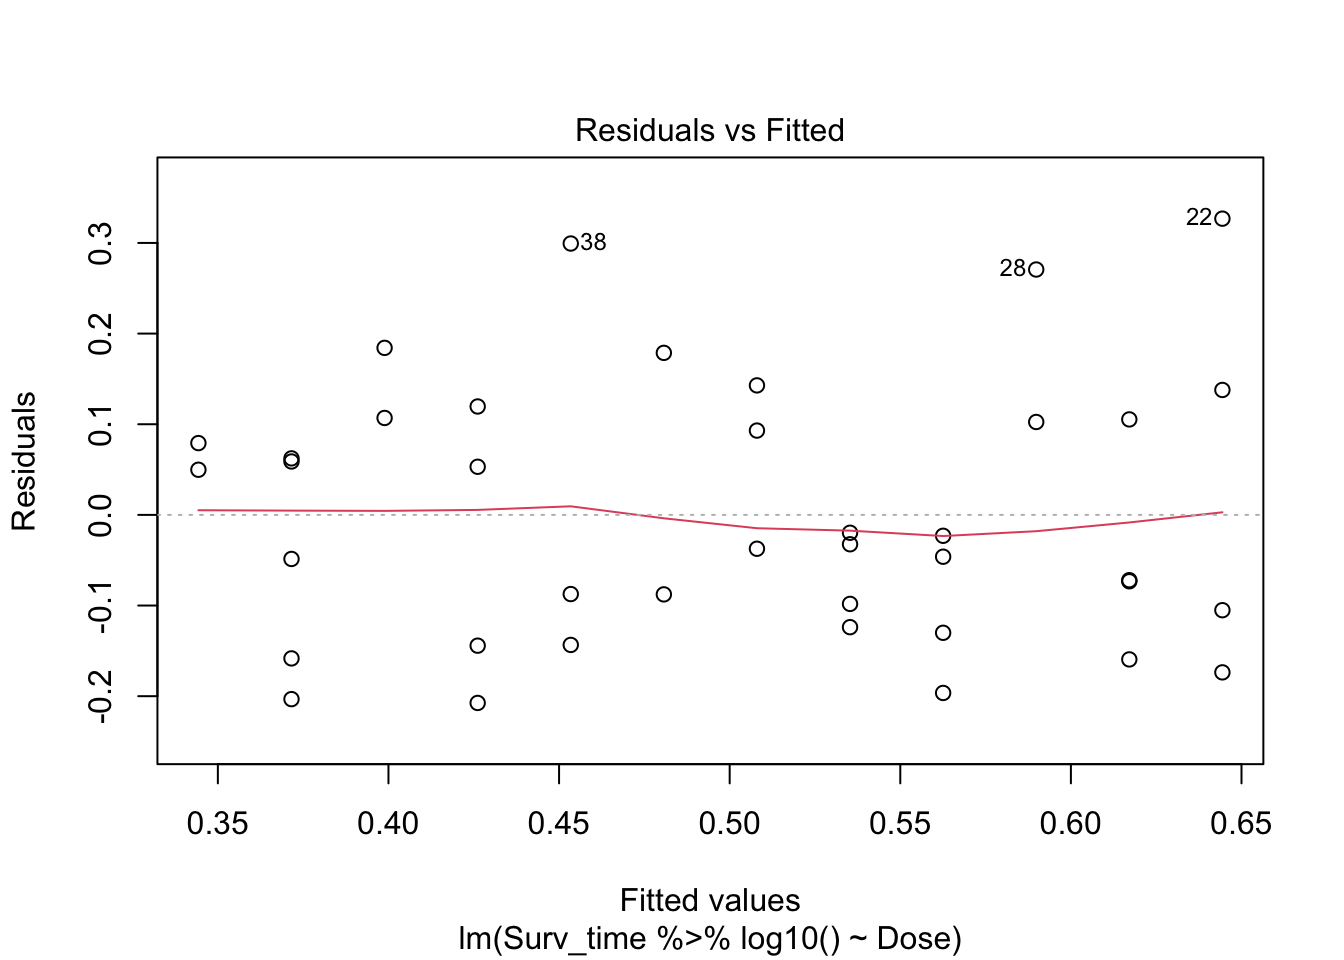 Residuals vs Fitted
Residuals
0.3
0.2
0.1
0.0
-0.1
-0.2
38
28
22
0.35 0.40 0.45 0.50 0.55 0.60 0.65
Fitted values
lm(Surv_time %>% log10() ~ Dose)